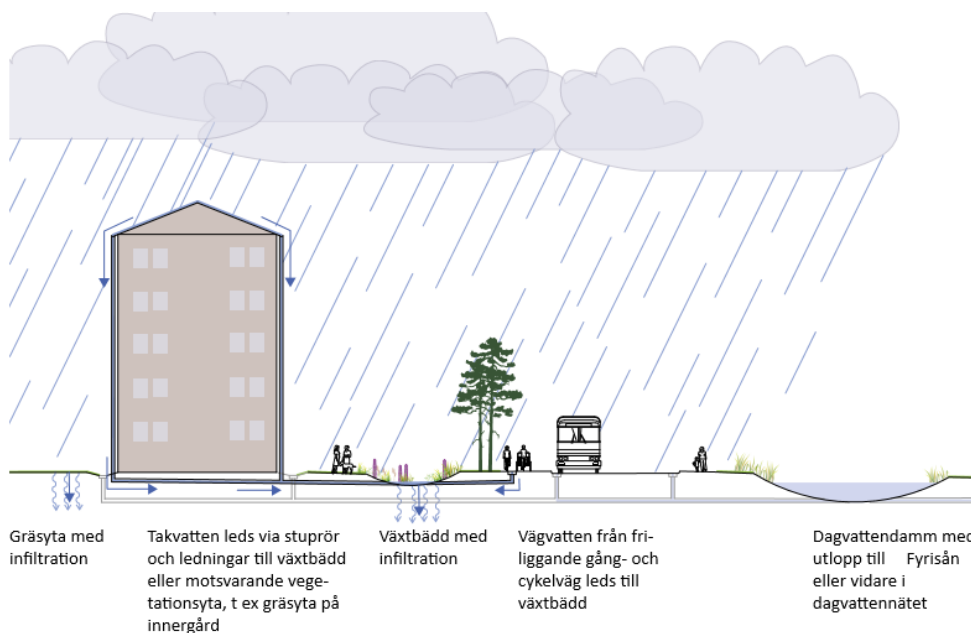 Gräsyta med
infiltration
Takvatten leds via stuprör
och ledningar till växtbädd
eller motsvarande vege-
tationsyta, t ex gräsyta på
innergård
Växtbädd med
infiltration
Vägvatten från fri-
liggande gång- och
cykelväg leds till
växtbädd
Dagvattendamm med
utlopp till Fyrisån
eller vidare i
dagvattennätet